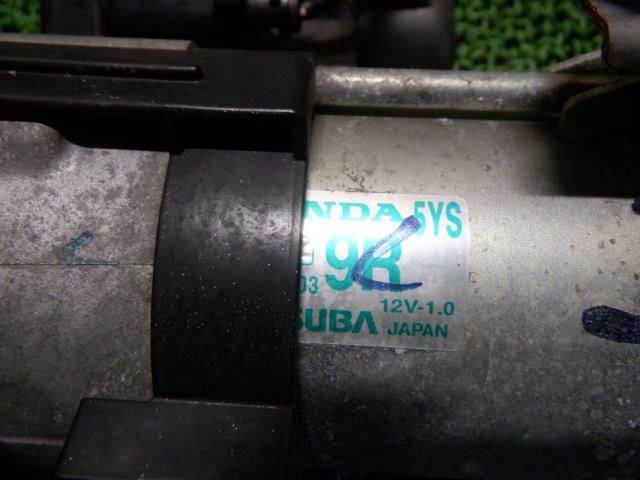 NDA 5YS
9R
03
12V-1.0
SUBA JAPAN